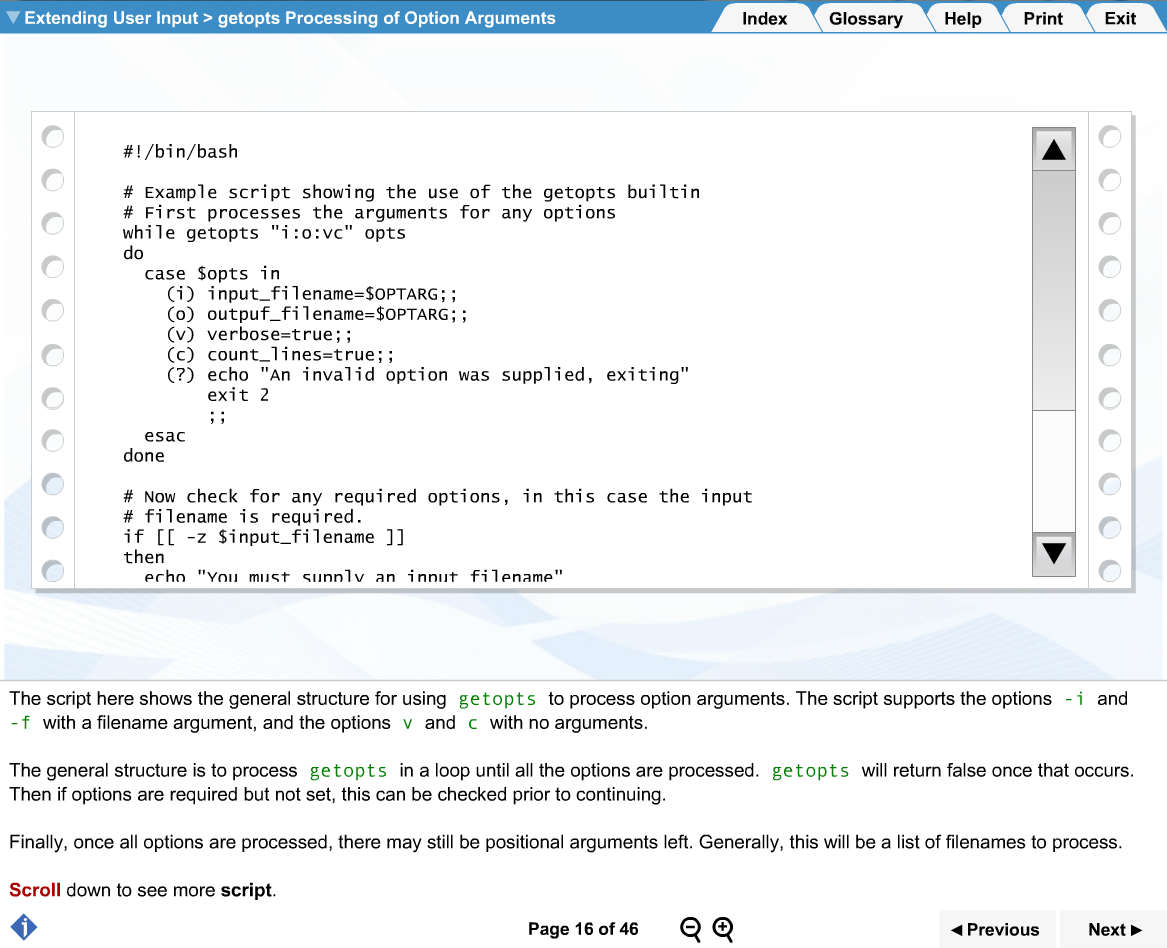 Extending User Input > getopts Processing of Option Arguments
Index
Glossary
Help
Print
Exit
#!/bin/bash
# Example script showing the use of the getopts builtin
# First processes the arguments for any options
while getopts "i:o:vc" opts
do
  case $opts in
    (i) input_filename=$OPTARG;;
    (o) outpuf_filename=$OPTARG;;
    (v) verbose=true;;
    (c) count_lines=true;;
    (?) echo "An invalid option was supplied, exiting"
        exit 2
        ;;
  esac
done
# Now check for any required options, in this case the input
# filename is required.
if [[ -z $input_filename ]]
then
  echo "You must supply an input filename"
The script here shows the general structure for using getopts to process option arguments. The script supports the options -i and
-f with a filename argument, and the options v and c with no arguments.
The general structure is to process getopts in a loop until all the options are processed. getopts will return false once that occurs.
Then if options are required but not set, this can be checked prior to continuing.
Finally, once all options are processed, there may still be positional arguments left. Generally, this will be a list of filenames to process.
Scroll down to see more script.
i
Page 16 of 46
Previous
Next